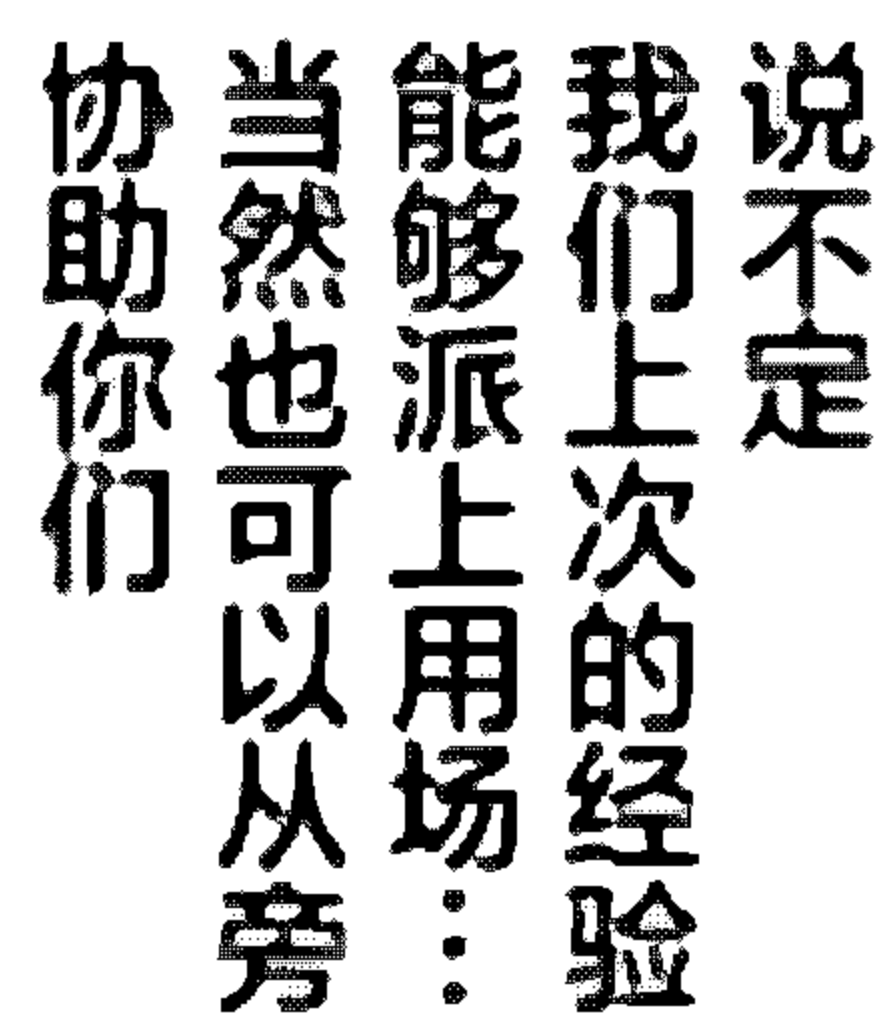 说不定
我们上次的经验
能够派上用场…
当然也可以从旁
协助你们